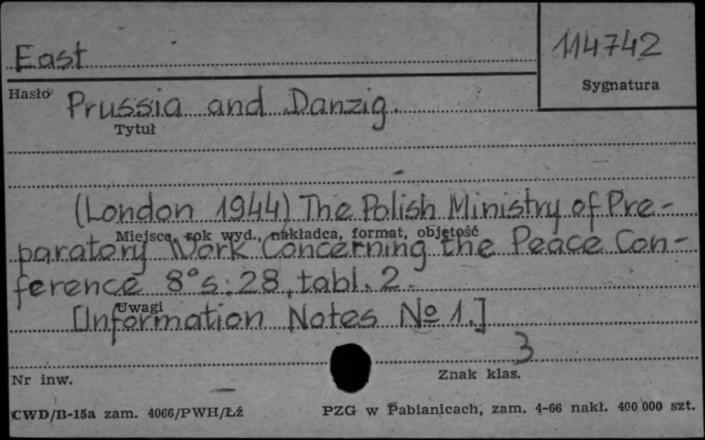 East
114742
Hasło
Sygnatura
Prussia and Danzig.
Tytuł
(London 1944) The Polish Ministry of Pre-
Miejsce, rok wyd., nakładca, format, objętość
paratory Work Concerning the Peace Con-
ference 8° s. 28, tabl. 2.
Uwagi
[Information Notes № 1.]
3
Nr inw.
Znak klas.
CWD/B-15a zam. 4066/PWH/Łź
PZG w Pabianicach, zam. 4-66 nakł. 400 000 szt.